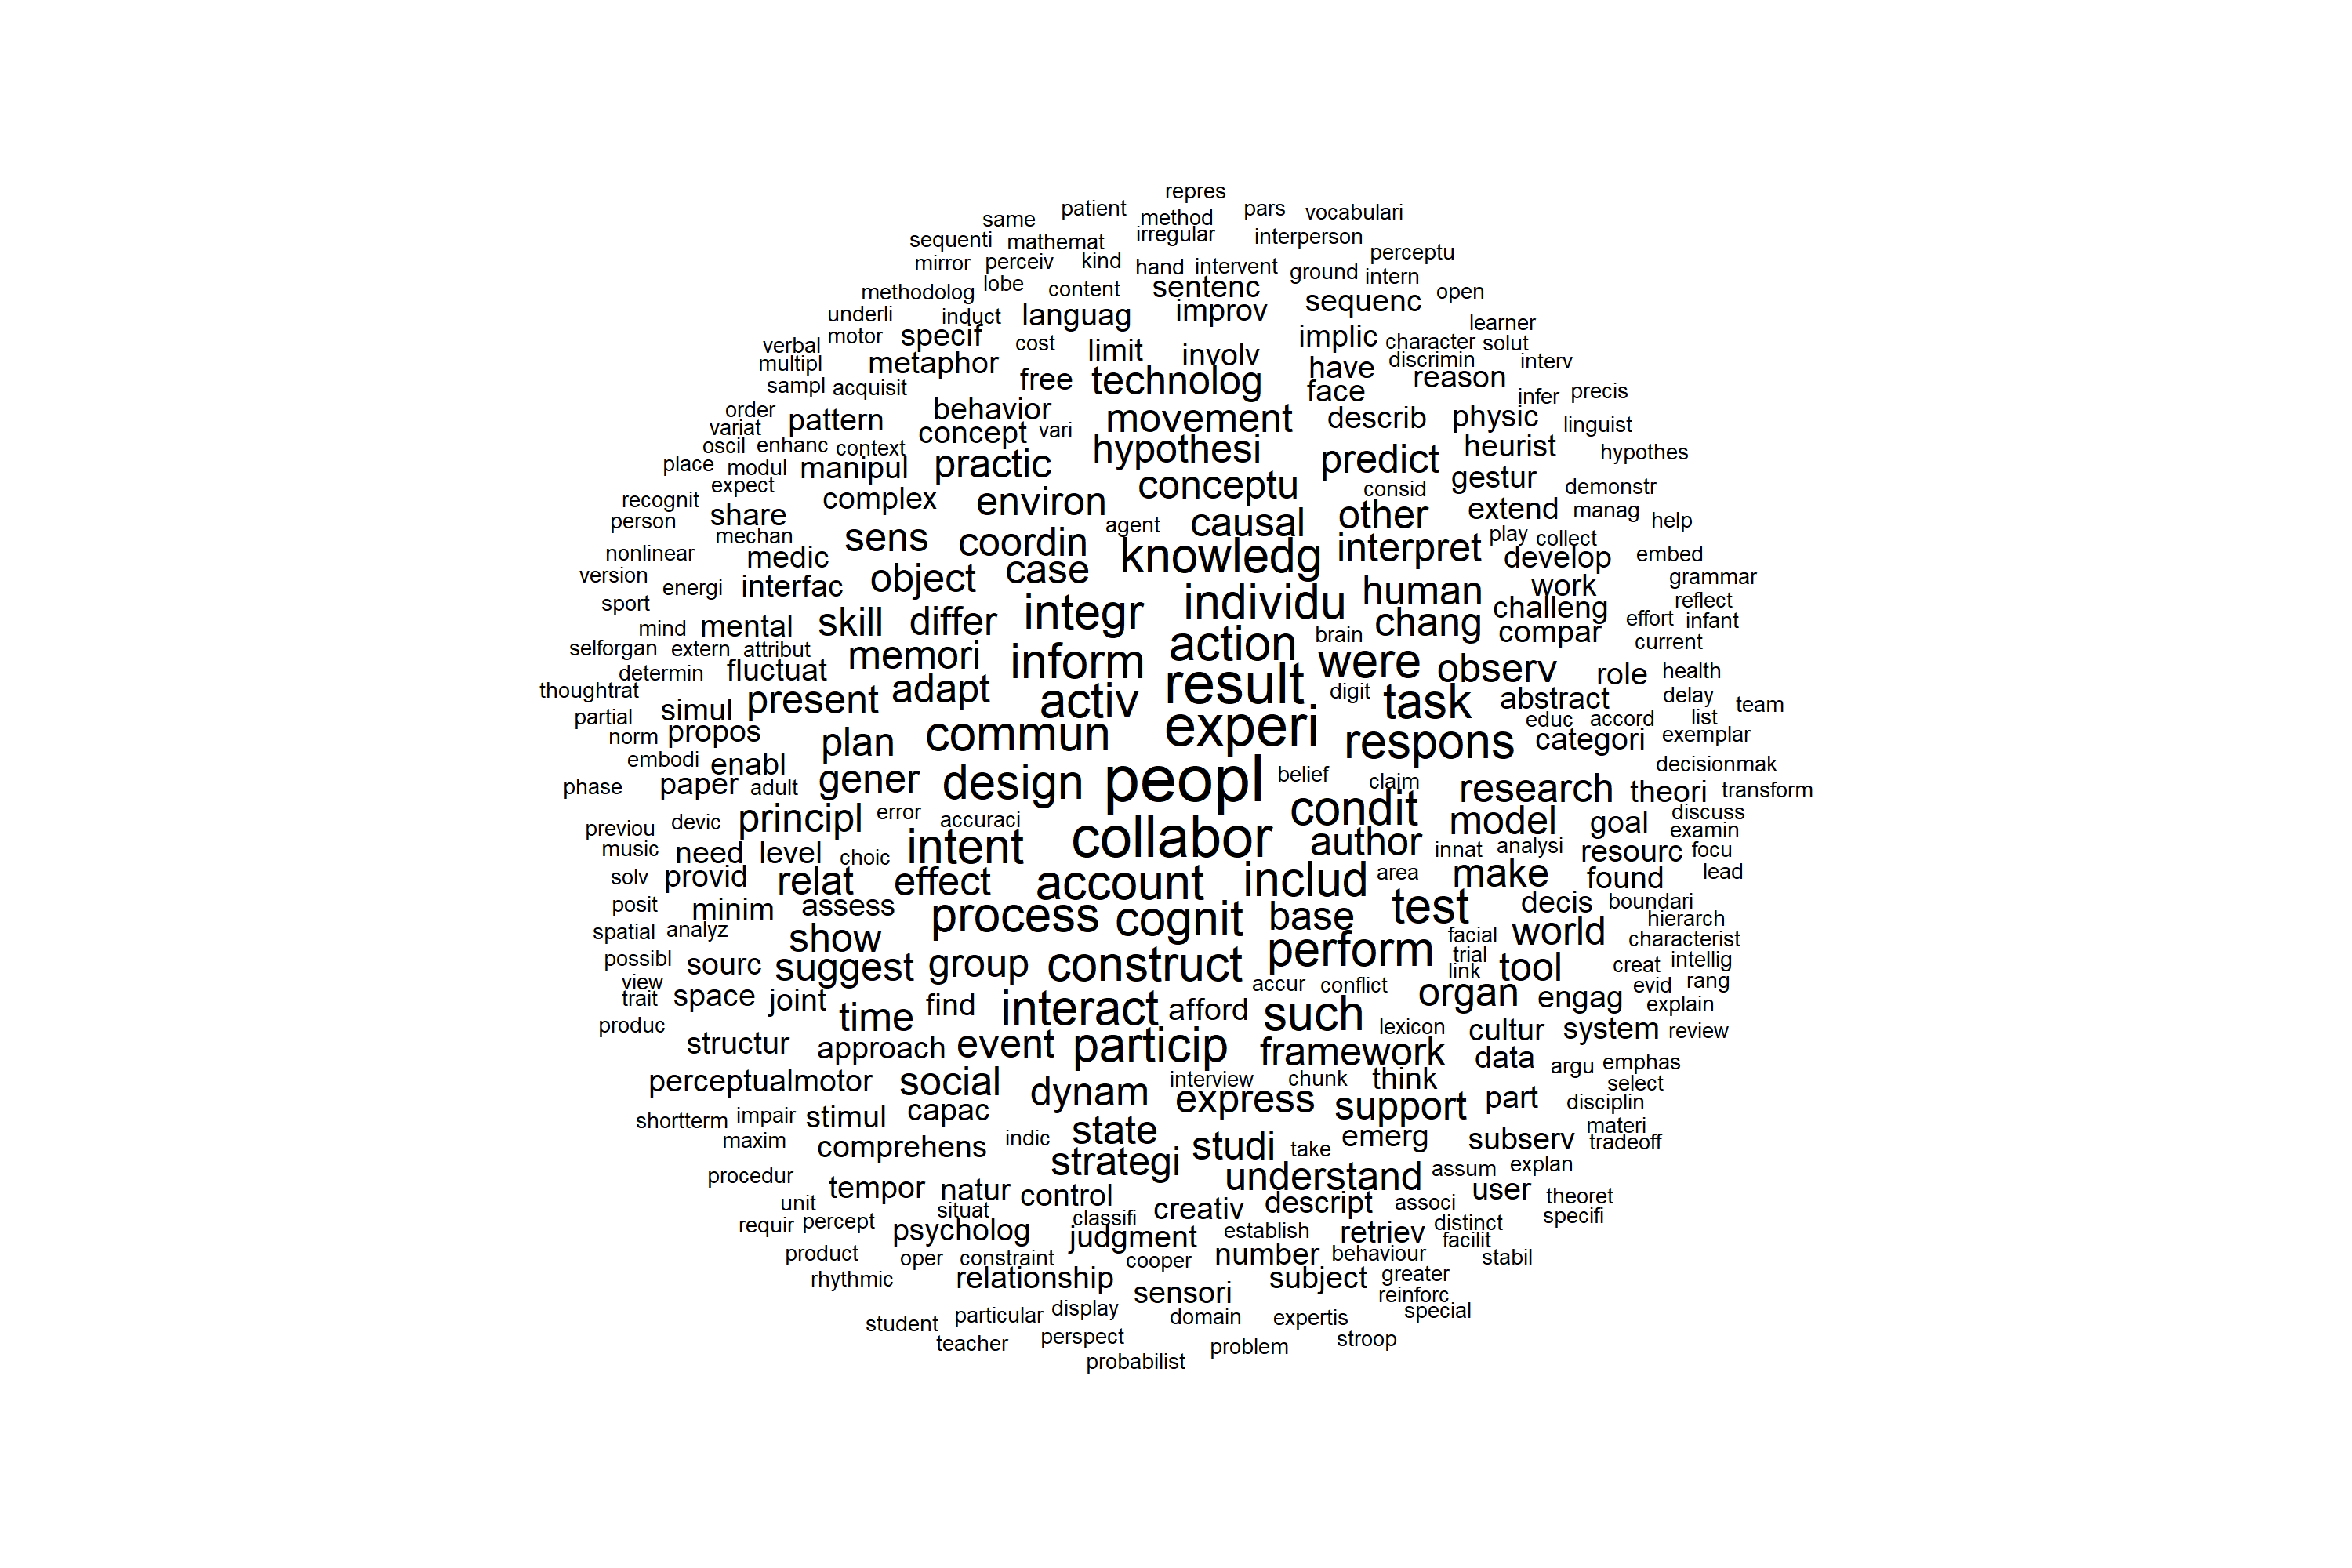 repres
patient method pars vocabulari
same irregular interperson
sequenti mathemat perceptu
mirror perceiv kind hand intervent ground intern
methodolog lobe content sentenc sequenc open
underli induct languag improv learner
verbal motor specif cost limit involv implic character solut
multipl metaphor have discrimin interv
sampl acquisit free technolog face reason infer precis
order pattern behavior movement describ physic linguist
variat concept vari
oscil enhanc context hypothesi heurist hypothes
place modul manipul practic predict gestur
expect conceptu consid demonstr
recognit complex environ extend manag
person share agent causal other help
mechan sens coordin play collect
nonlinear medic knowledg interpret develop embed
version energi interfac object case work grammar
sport individu human challeng reflect
mind mental skill differ integr action brain chang compar effort infant
selforgan extern attribut memori current
determin fluctuat inform were observ role health
thoughtrat present adapt activ result digit task abstract delay
partial simul educ accord list team
norm propos plan commun experi respons categori exemplar
embodi enabl decisionmak
phase paper adult gener design peopl belief claim research theori transform
previou devic principl error accuraci condit model goal discuss
examin
music need level choic intent collabor author innat analysi resourc focu
solv provid relat effect account includ area make found lead
posit minim assess process cognit base test decis boundari
spatial analyz show facial world hierarch
characterist
possibl sourc suggest group construct perform trial tool creat intellig
view link
trait space joint time find interact afford accur conflict organ engag evid rang
explain
produc such lexicon cultur system review
structur approach event particip framework data argu emphas
perceptualmotor social dynam interview chunk think select
shortterm impair stimul capac express support part disciplin
maxim comprehens indic state studi take emerg subserv materi
tradeoff
procedur strategi understand assum explan
unit tempor natur control creativ descript associ user theoret
requir percept situat classifi distinct specifi
psycholog judgment establish retriev facilit
product oper constraint cooper number behaviour stabil
rhythmic relationship sensori subject greater
reinforc
student particular display domain expertis special
teacher perspect problem stroop
probabilist